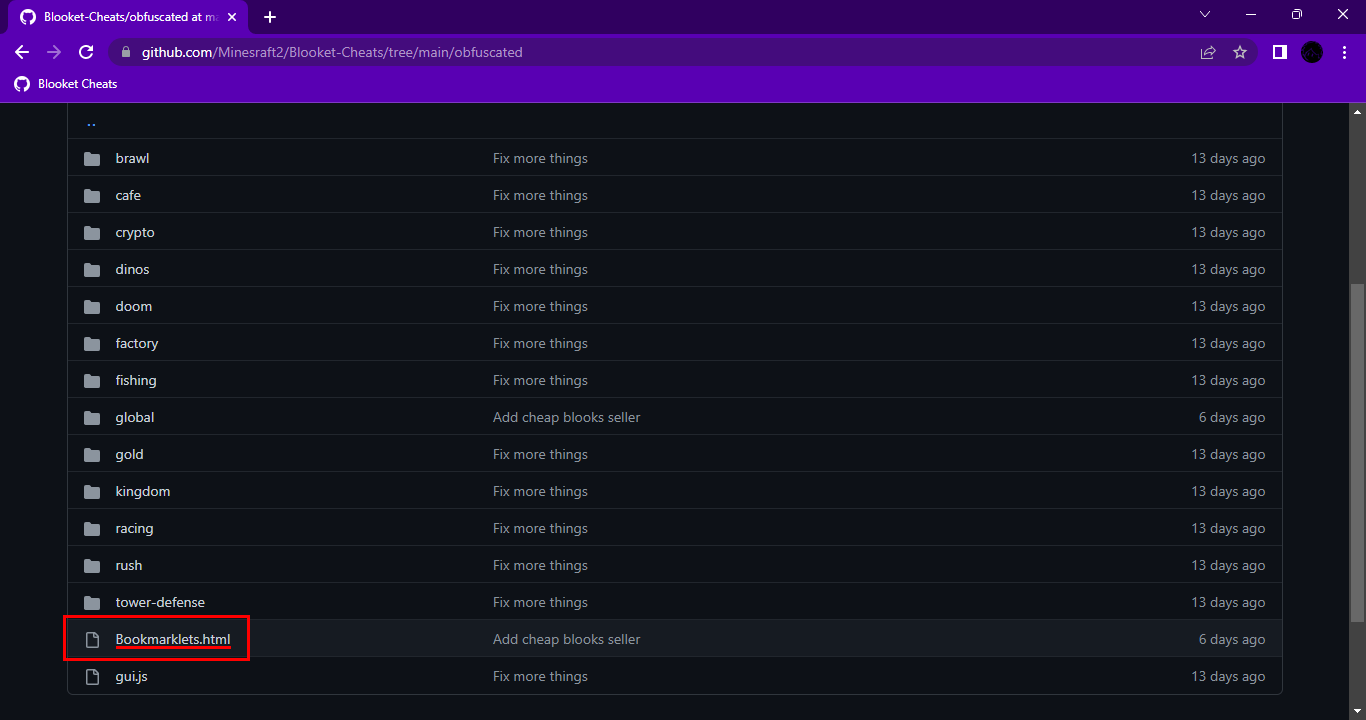 Blooket-Cheats/obfuscated at ma
github.com/Minesraft2/Blooket-Cheats/tree/main/obfuscated
Blooket Cheats
..
brawl Fix more things 13 days ago
cafe Fix more things 13 days ago
crypto Fix more things 13 days ago
dinos Fix more things 13 days ago
doom Fix more things 13 days ago
factory Fix more things 13 days ago
fishing Fix more things 13 days ago
global Add cheap blooks seller 6 days ago
gold Fix more things 13 days ago
kingdom Fix more things 13 days ago
racing Fix more things 13 days ago
rush Fix more things 13 days ago
tower-defense Fix more things 13 days ago
Bookmarklets.html Add cheap blooks seller 6 days ago
gui.js Fix more things 13 days ago